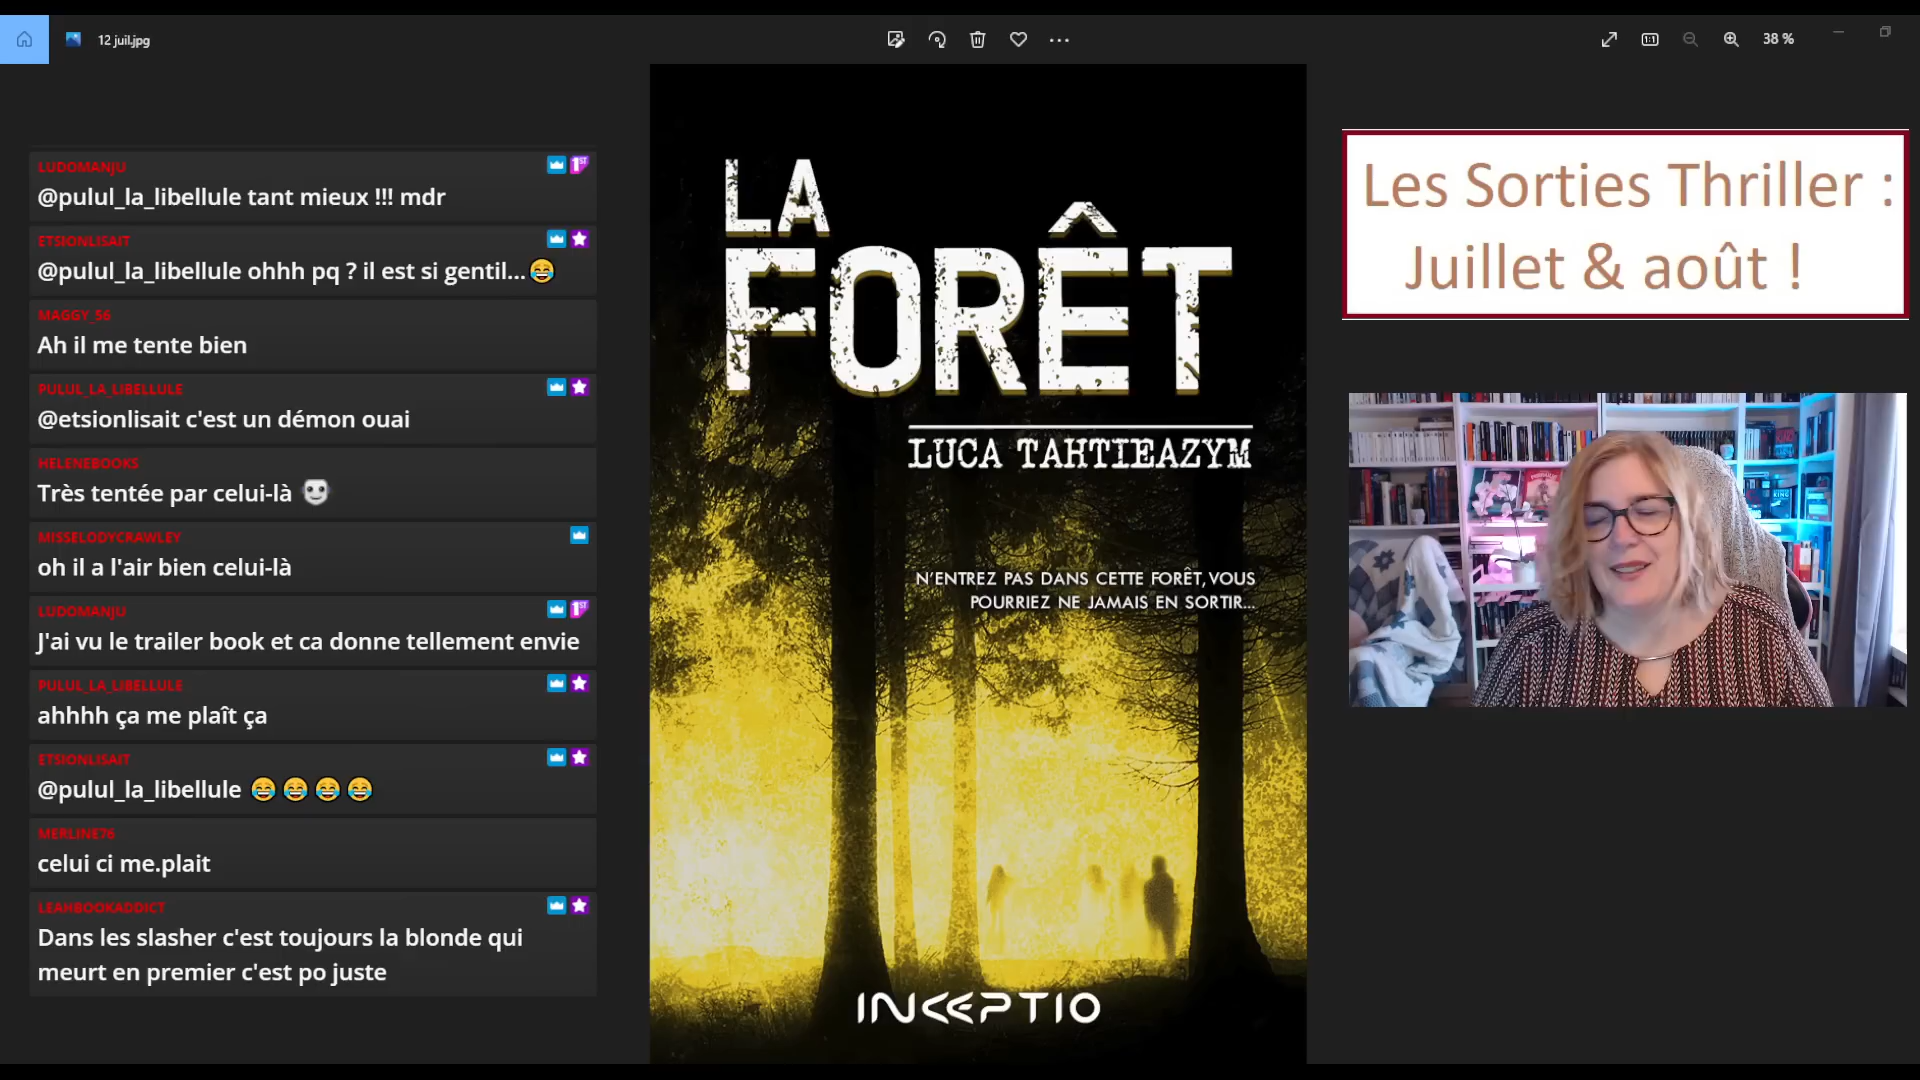 12 juil.jpg
38 %
LUDOMANJU
@pulul_la_libellule tant mieux !!! mdr
ETSIONLISAIT
@pulul_la_libellule ohhh pq ? il est si gentil...😂
MAGGY_56
Ah il me tente bien
PULUL_LA_LIBELLULE
@etsionlisait c'est un démon ouai
HELENEBOOKS
Très tentée par celui-là
MISSELODYCRAWLEY
oh il a l'air bien celui-là
LUDOMANJU
J'ai vu le trailer book et ca donne tellement envie
PULUL_LA_LIBELLULE
ahhhh ça me plaît ça
ETSIONLISAIT
@pulul_la_libellule 😂 😂 😂 😂
MERLINE76
celui ci me.plait
LEAHBOOKADDICT
Dans les slasher c'est toujours la blonde qui
meurt en premier c'est po juste
LA
FORÊT
LUCA TAHTIEAZYM
N'ENTREZ PAS DANS CETTE FORÊT, VOUS
POURRIEZ NE JAMAIS EN SORTIR...
INCEPTIO
Les Sorties Thriller :
Juillet & août !
KING